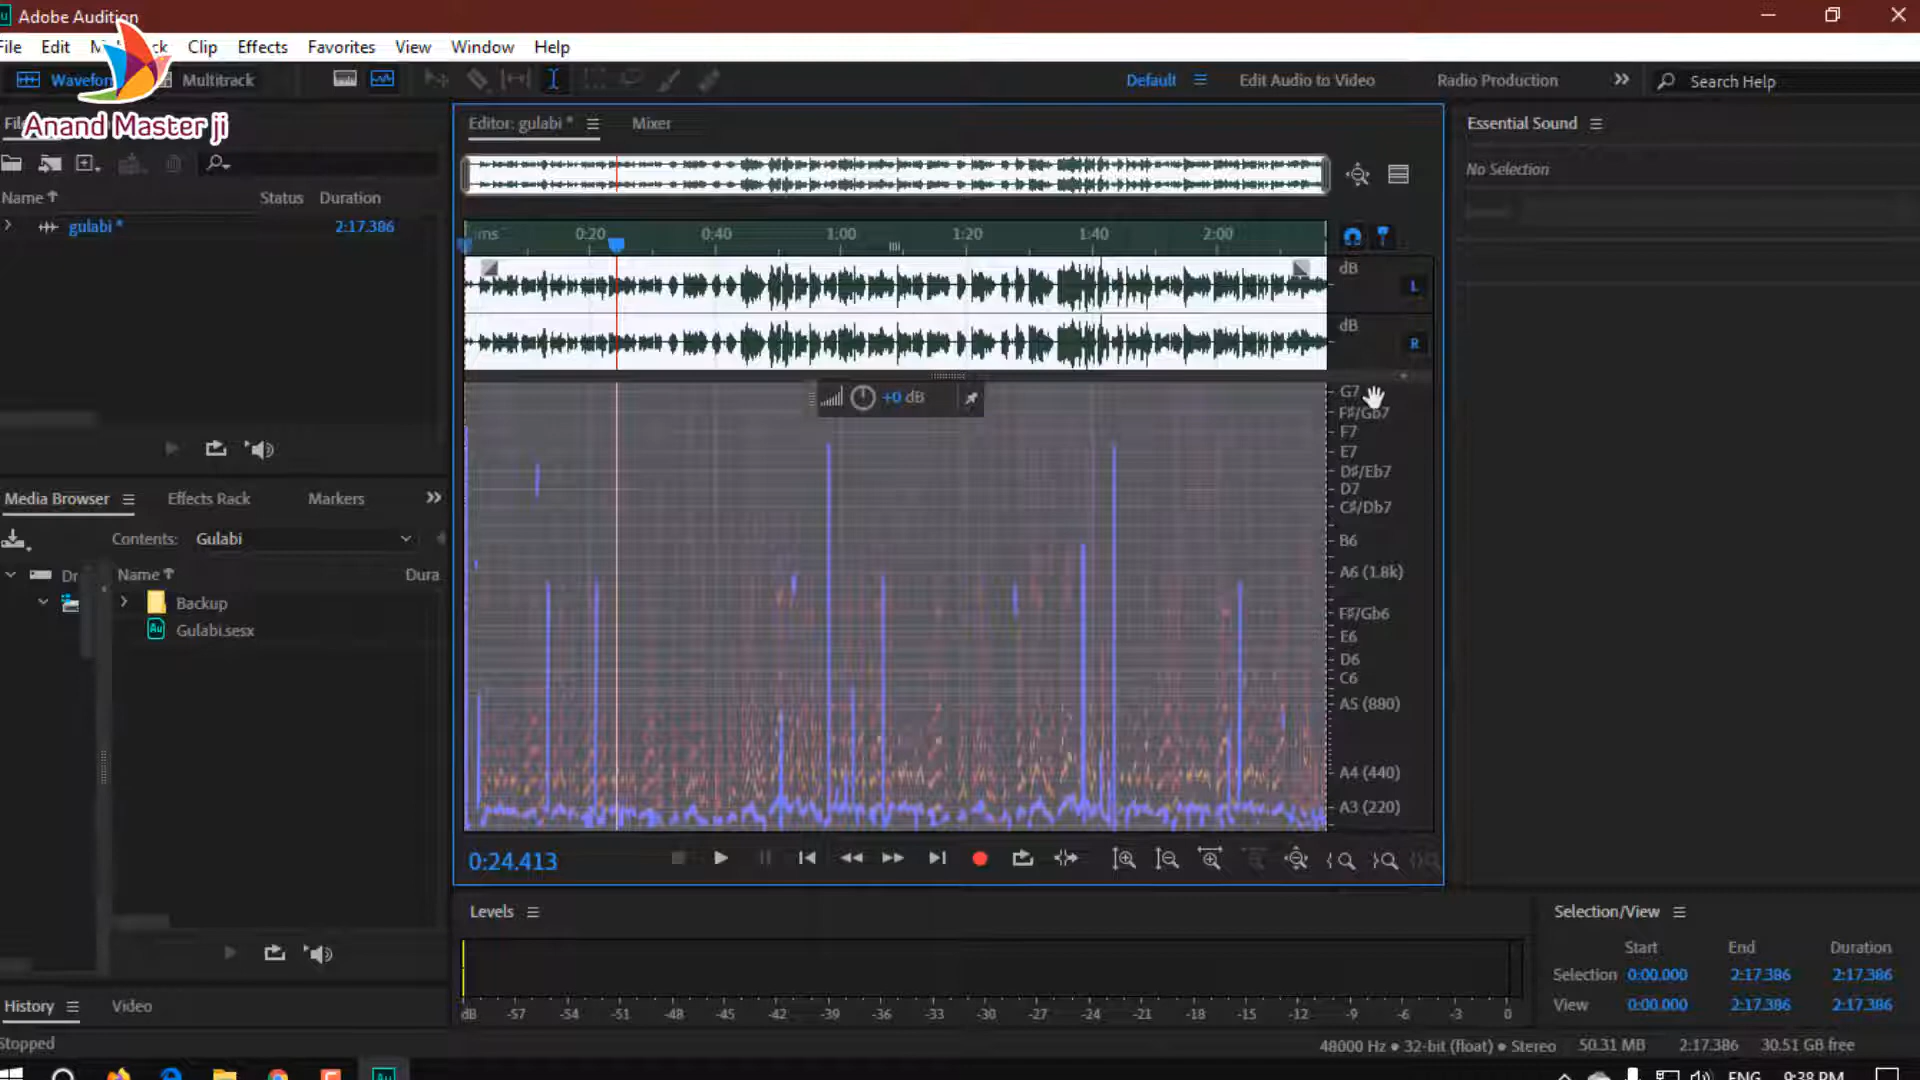 Adobe Audition
File Edit M k Clip Effects Favorites View Window Help
Wavefor Multitrack Default Edit Audio to Video Radio Production Search Help
Anand Master ji
Name Status Duration
gulabi * 2:17.386
Editor: gulabi * Mixer
hms 0:20 0:40 1:00 1:20 1:40 2:00
dB
L
dB
R
+0 dB
G7
F♯/Gb7
F7
E7
D♯/Eb7
D7
C♯/Db7
B6
A6 (1.8k)
F♯/Gb6
E6
D6
C6
A5 (880)
A4 (440)
A3 (220)
0:24.413
Essential Sound
No Selection
Media Browser Effects Rack Markers
Contents: Gulabi
Dr Name Dura
Backup
Gulabi.sesx
History Video
Levels
dB -57 -54 -51 -48 -45 -42 -39 -36 -33 -30 -27 -24 -21 -18 -15 -12 -9 -6 -3 0
Selection/View
Start End Duration
Selection 0:00.000 2:17.386 2:17.386
View 0:00.000 2:17.386 2:17.386
Stopped
48000 Hz • 32-bit (float) • Stereo 50.31 MB 2:17.386 30.51 GB free
ENG 9:38 PM